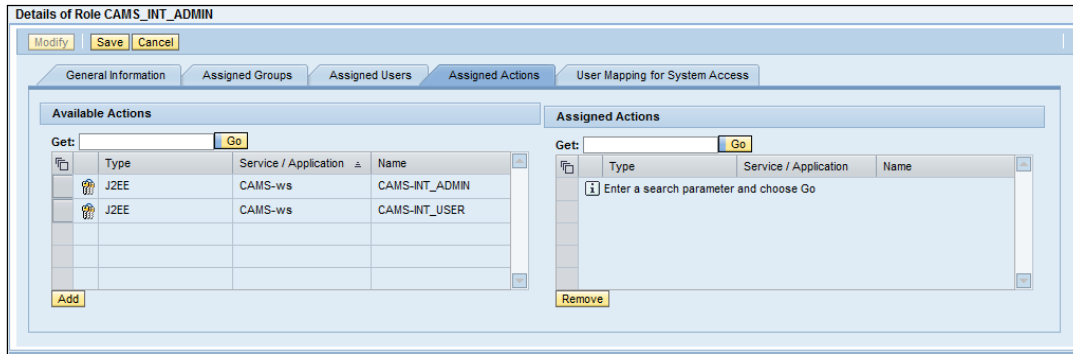 Details of Role CAMS_INT_ADMIN
Modify Save Cancel
General Information Assigned Groups Assigned Users Assigned Actions User Mapping for System Access
Available Actions
Get: Go
Type Service / Application Name
J2EE CAMS-ws CAMS-INT_ADMIN
J2EE CAMS-ws CAMS-INT_USER
Add
Assigned Actions
Get: Go
Type Service / Application Name
Enter a search parameter and choose Go
Remove